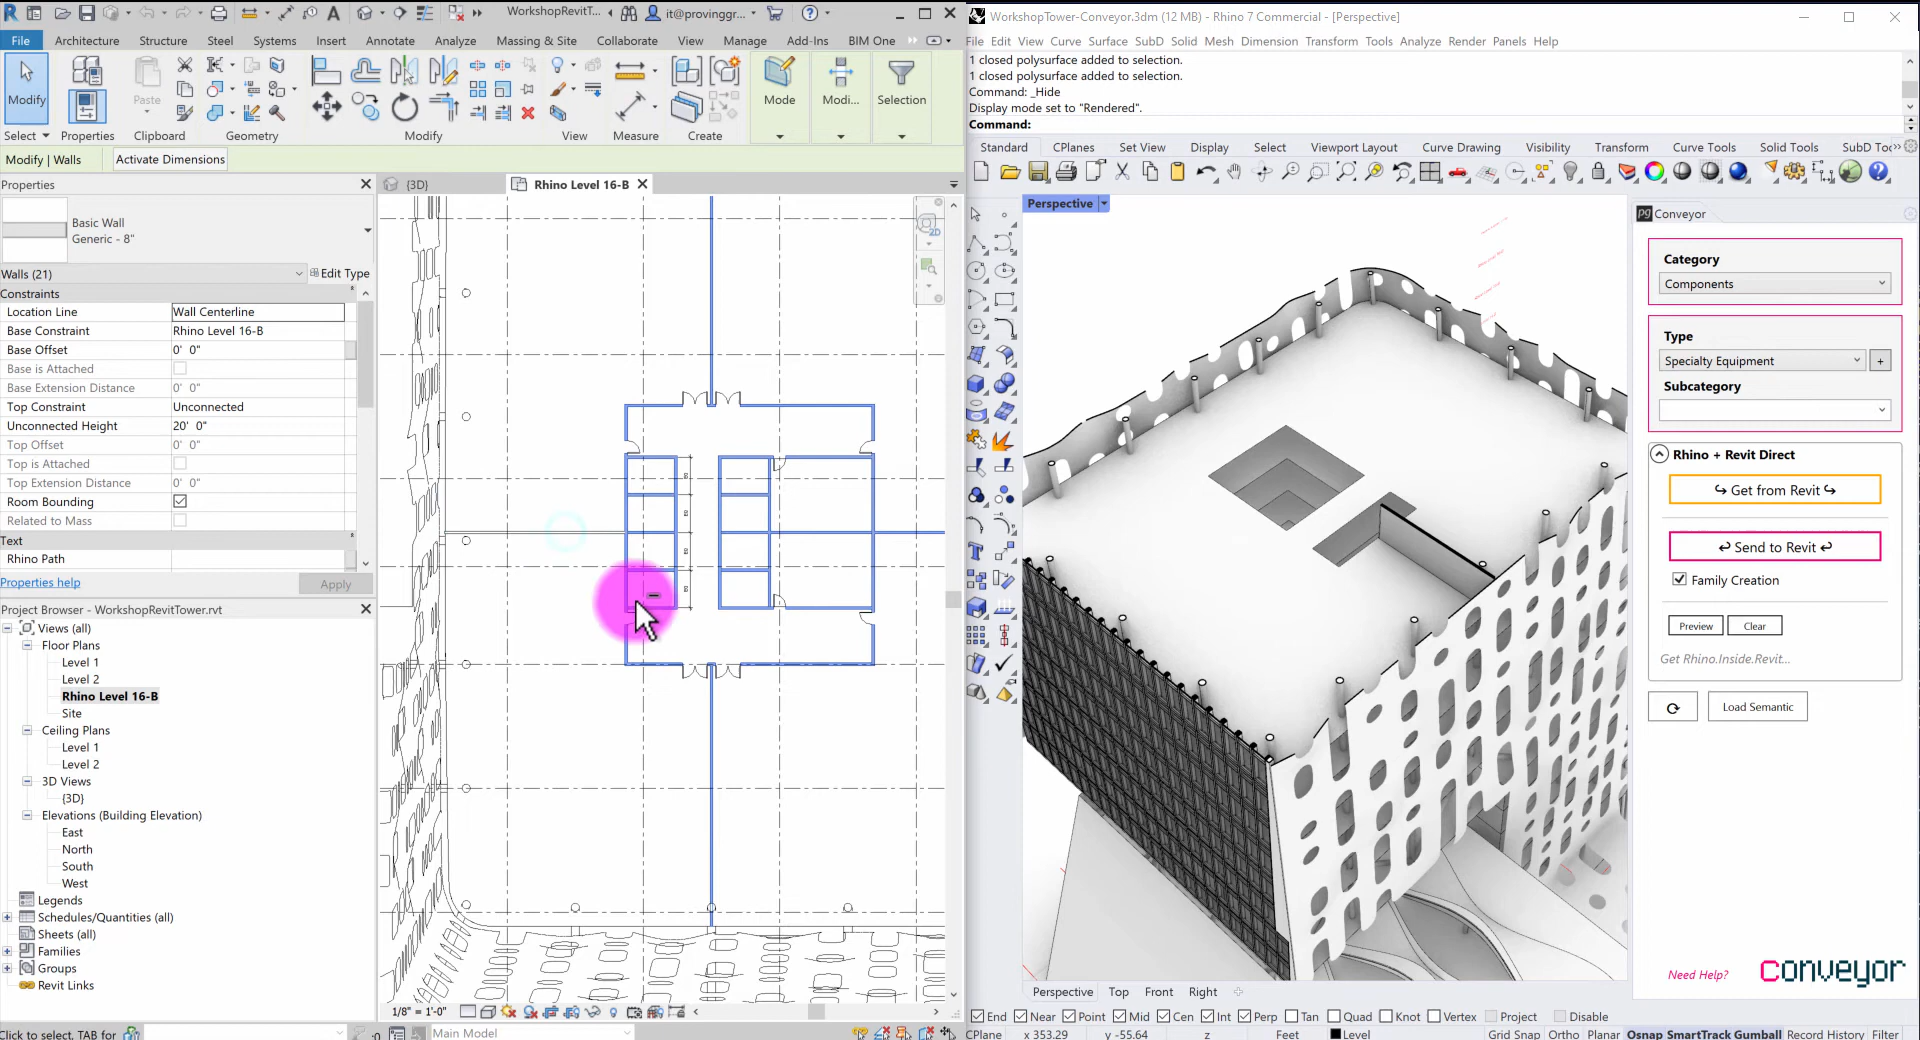 WorkshopRevitT...
it@provinggr...
File
Architecture
Structure
Steel
Systems
Insert
Annotate
Analyze
Massing & Site
Collaborate
View
Manage
Add-Ins
BIM One
Modify
Paste
Mode
Modi...
Selection
Select
Properties
Clipboard
Geometry
Modify
View
Measure
Create
Modify | Walls
Activate Dimensions
Properties
{3D}
Rhino Level 16-B
2D
Basic Wall
Generic - 8"
Walls (21)
Edit Type
Constraints
Location Line
Wall Centerline
Base Constraint
Rhino Level 16-B
Base Offset
0' 0"
Base is Attached
Base Extension Distance
0' 0"
Top Constraint
Unconnected
Unconnected Height
20' 0"
Top Offset
0' 0"
Top is Attached
Top Extension Distance
0' 0"
Room Bounding
Related to Mass
Text
Rhino Path
Properties help
Apply
Project Browser - WorkshopRevitTower.rvt
Views (all)
Floor Plans
Level 1
Level 2
Rhino Level 16-B
Site
Ceiling Plans
Level 1
Level 2
3D Views
{3D}
Elevations (Building Elevation)
East
North
South
West
Legends
Schedules/Quantities (all)
Sheets (all)
Families
Groups
Revit Links
1/8" = 1'-0"
Click to select, TAB for
:0
Main Model
WorkshopTower-Conveyor.3dm (12 MB) - Rhino 7 Commercial - [Perspective]
File Edit View Curve Surface SubD Solid Mesh Dimension Transform Tools Analyze Render Panels Help
1 closed polysurface added to selection.
1 closed polysurface added to selection.
Command: _Hide
Display mode set to "Rendered".
Command:
Standard
CPlanes
Set View
Display
Select
Viewport Layout
Curve Drawing
Visibility
Transform
Curve Tools
Solid Tools
SubD Too
Perspective
pg Conveyor
Category
Components
Type
Specialty Equipment
+
Subcategory
Rhino + Revit Direct
↪ Get from Revit ↪
↩ Send to Revit ↩
Family Creation
Preview
Clear
Get Rhino.Inside.Revit...
Load Semantic
Need Help?
conveyor
Perspective
Top
Front
Right
End Near Point Mid Cen Int Perp Tan Quad Knot Vertex Project Disable
CPlane x 353.29 y -55.64 z Feet Level Grid Snap Ortho Planar Osnap SmartTrack Gumball Record History Filter